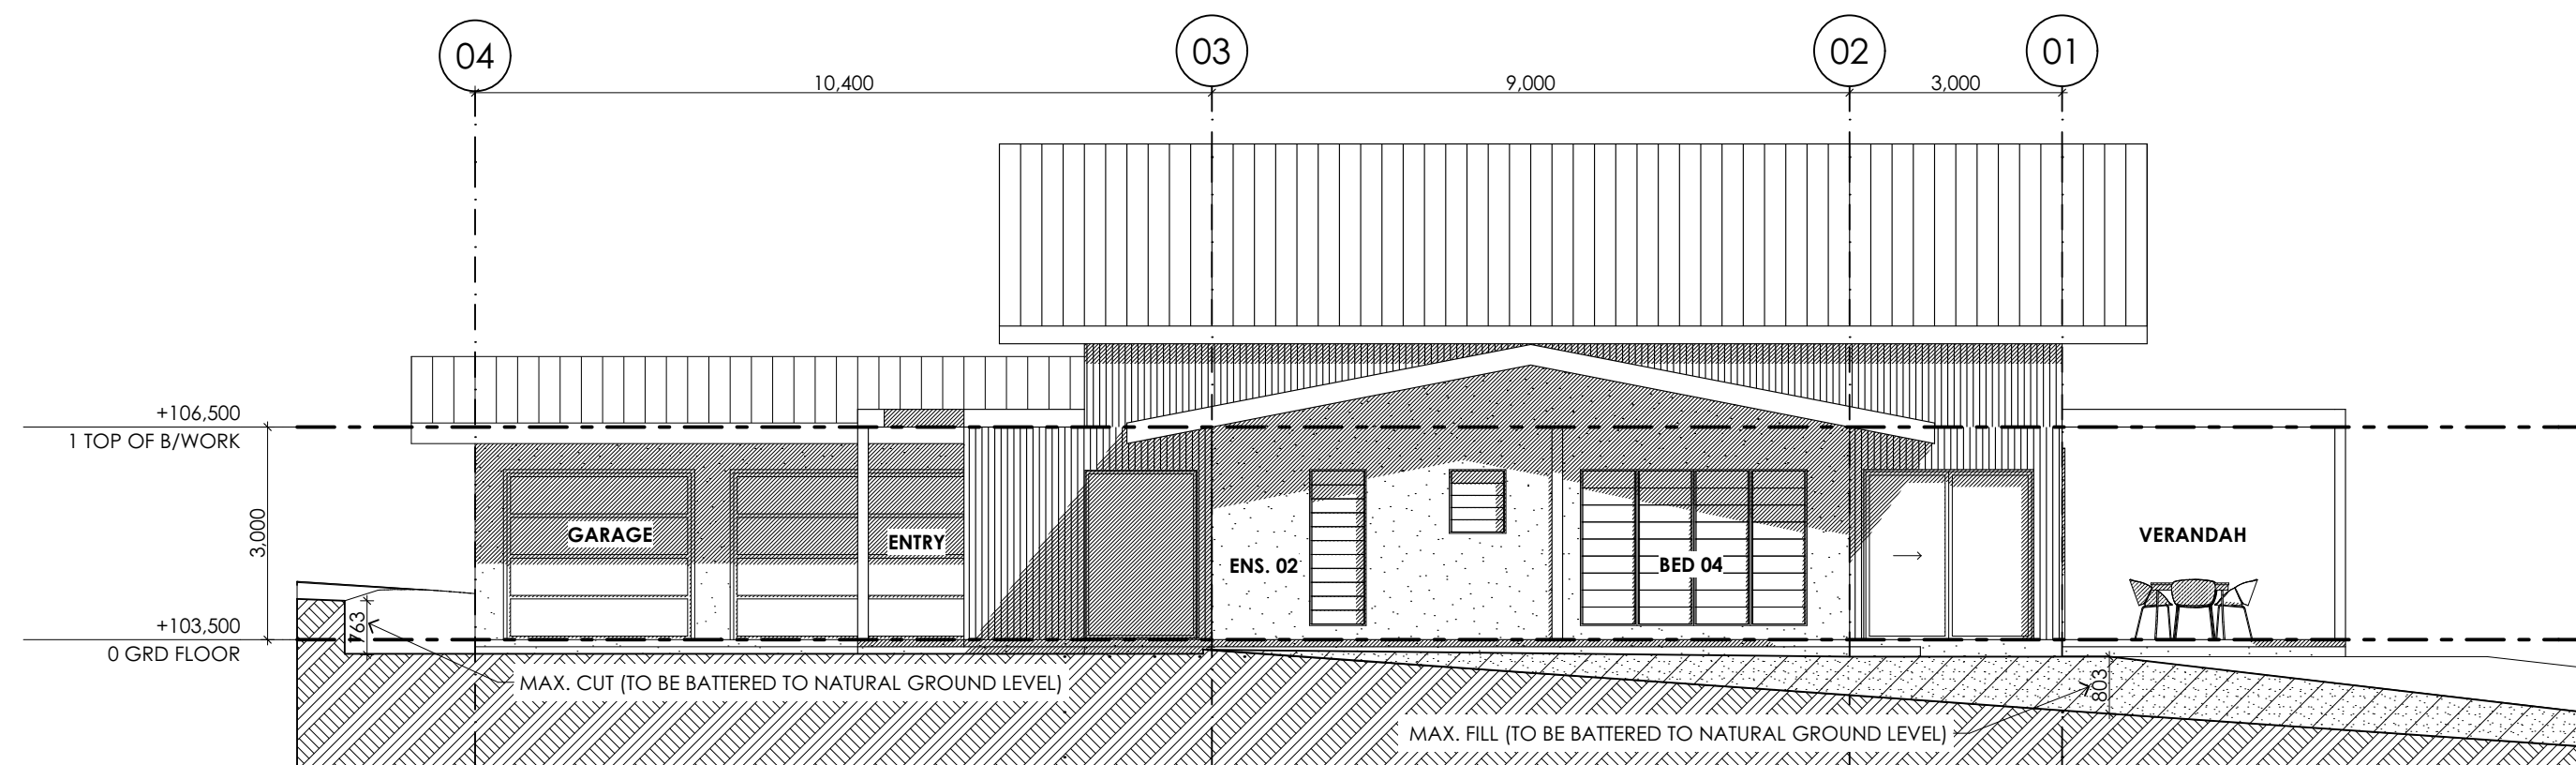 04
03
02
01
10,400
9,000
3,000
+106,500
1 TOP OF B/WORK
3,000
GARAGE
ENTRY
ENS. 02
BED 04
VERANDAH
+103,500
0 GRD FLOOR
763
MAX. CUT (TO BE BATTERED TO NATURAL GROUND LEVEL)
803
MAX. FILL (TO BE BATTERED TO NATURAL GROUND LEVEL)